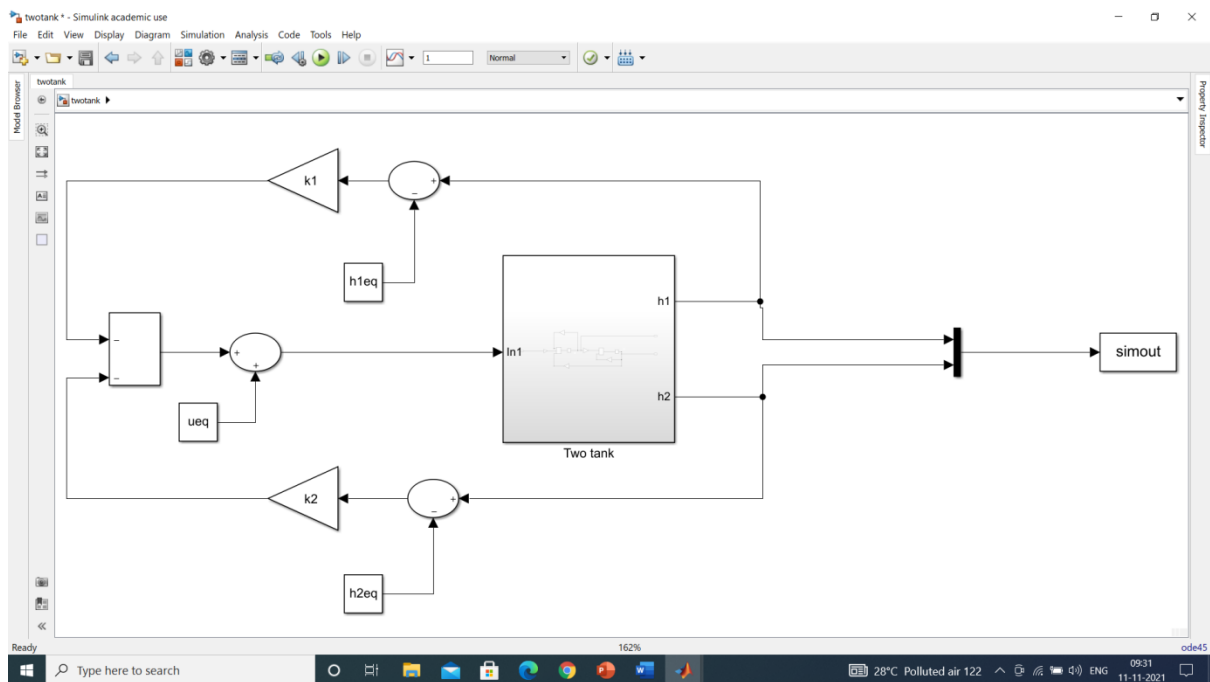 twotank * - Simulink academic use
File Edit View Display Diagram Simulation Analysis Code Tools Help
1 Normal
twotank
twotank
Model Browser
Property Inspector
k1
+
−
h1eq
h1
−
−
+
+
In1
ueq
h2
simout
Two tank
k2
+
−
h2eq
Ready 162% ode45
Type here to search
28°C Polluted air 122 ENG 09:31
11-11-2021